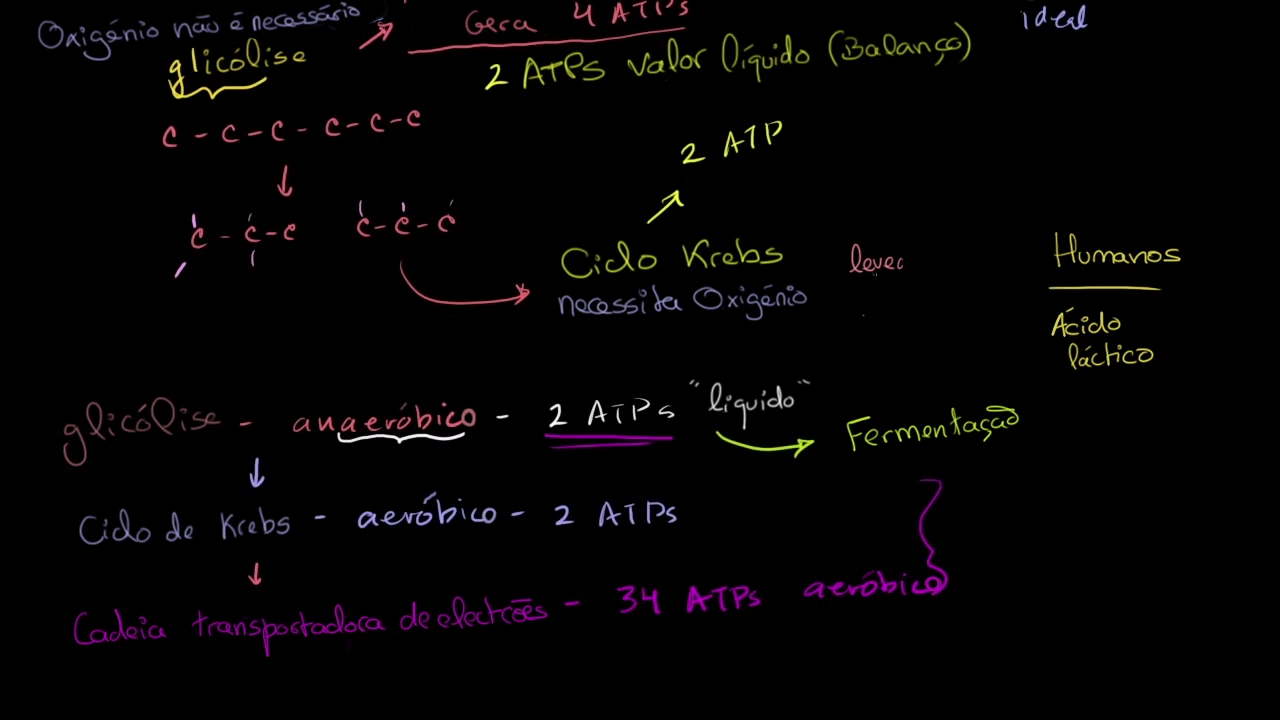 Oxigénio não é necessário
Gera 4 ATPs
ideal
glicólise
2 ATPs valor líquido (Balanço)
C - C - C - C - C - C
2 ATP
C - C - C
C - C - C
Ciclo Krebs
necessita Oxigénio
levec
Humanos
Ácido
láctico
glicólise - anaeróbico - 2 ATPs "líquido"
Fermentação
Ciclo de Krebs - aeróbico - 2 ATPs
Cadeia transportadora de electrões - 34 ATPs aeróbico